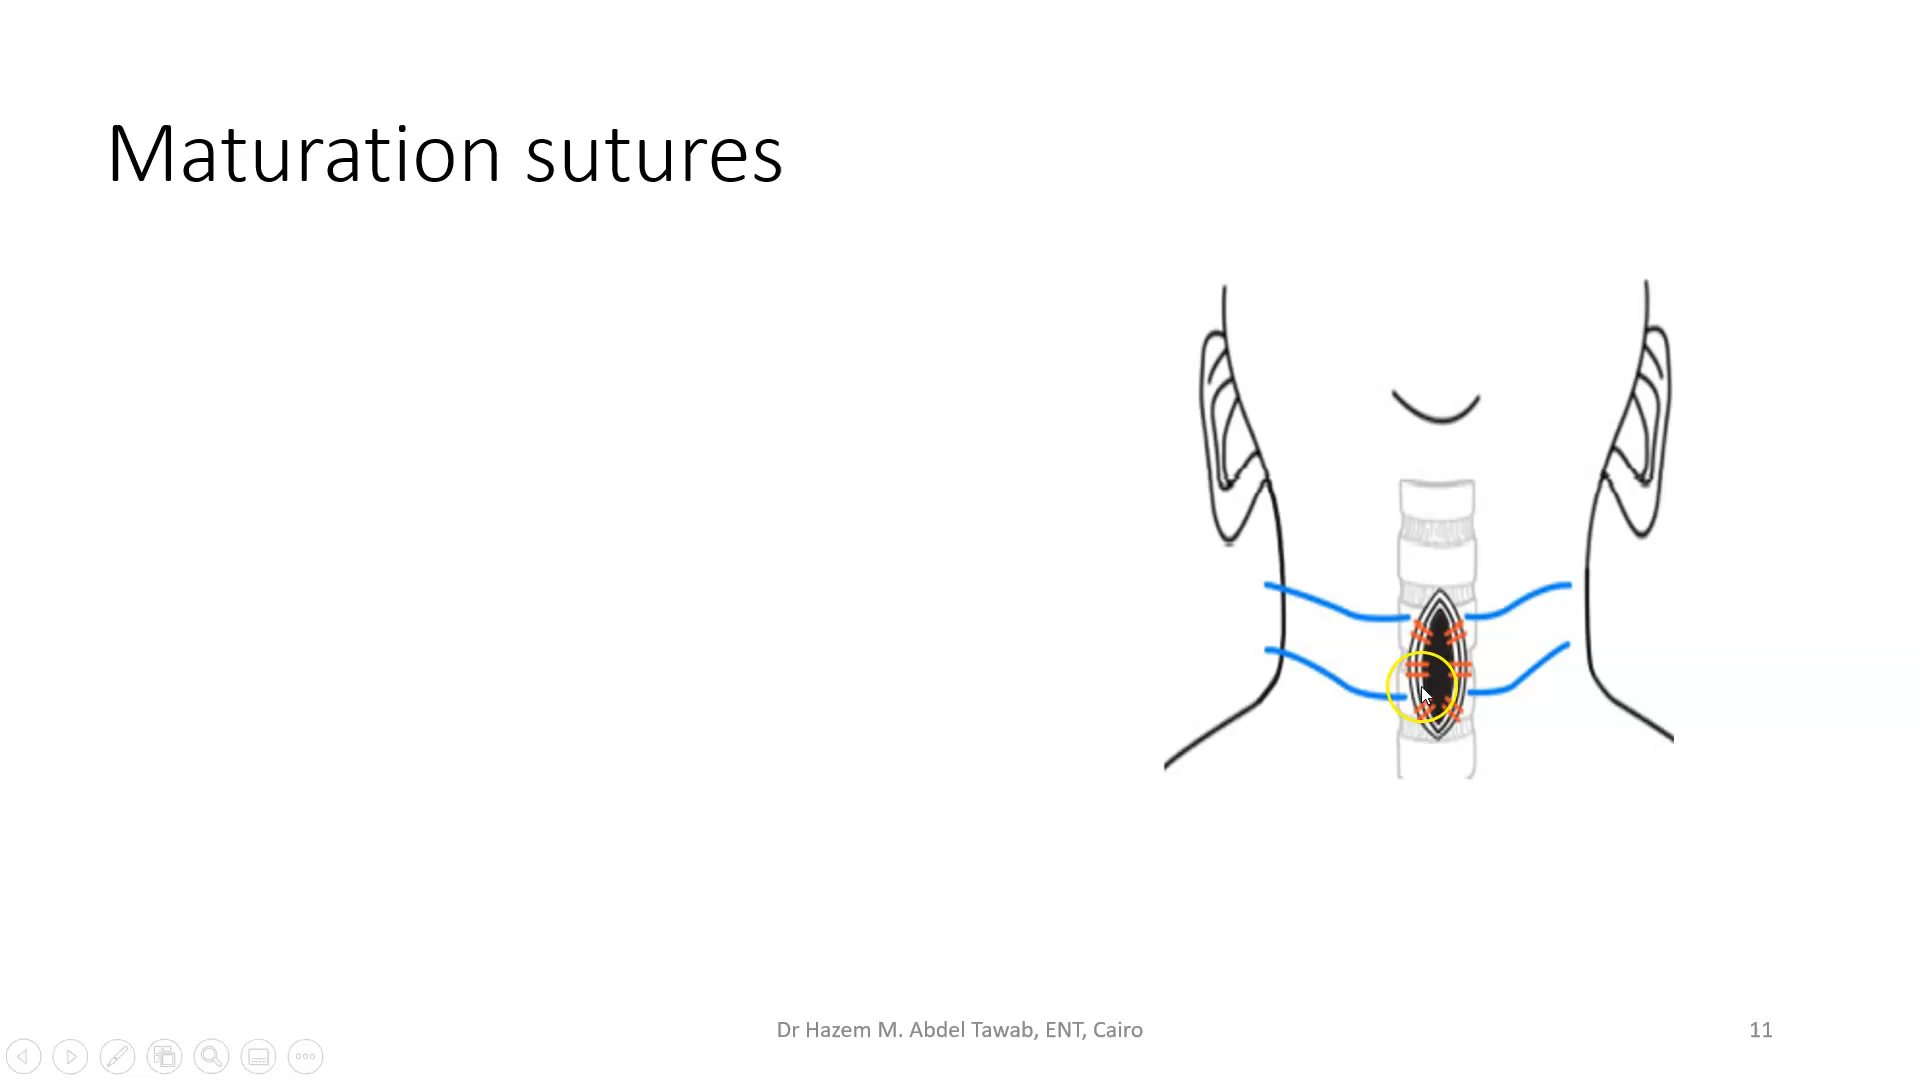 Maturation sutures
Dr Hazem M. Abdel Tawab, ENT, Cairo
11